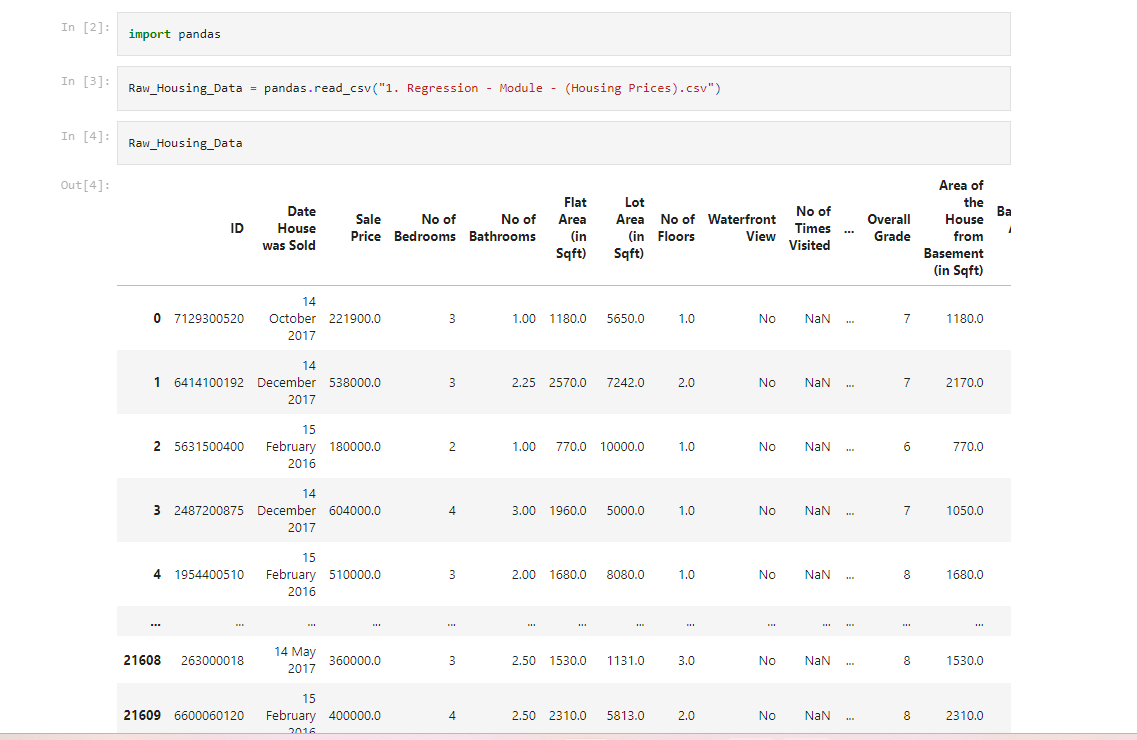 In [2]:
import pandas
In [3]:
Raw_Housing_Data = pandas.read_csv("1. Regression - Module - (Housing Prices).csv")
In [4]:
Raw_Housing_Data
Out[4]:
ID
Date House was Sold
Sale Price
No of Bedrooms
No of Bathrooms
Flat Area (in Sqft)
Lot Area (in Sqft)
No of Floors
Waterfront View
No of Times Visited
...
Overall Grade
Area of the House from Basement (in Sqft)
Ba
0 7129300520 14 October 2017 221900.0 3 1.00 1180.0 5650.0 1.0 No NaN ... 7 1180.0
1 6414100192 14 December 2017 538000.0 3 2.25 2570.0 7242.0 2.0 No NaN ... 7 2170.0
2 5631500400 15 February 2016 180000.0 2 1.00 770.0 10000.0 1.0 No NaN ... 6 770.0
3 2487200875 14 December 2017 604000.0 4 3.00 1960.0 5000.0 1.0 No NaN ... 7 1050.0
4 1954400510 15 February 2016 510000.0 3 2.00 1680.0 8080.0 1.0 No NaN ... 8 1680.0
... ... ... ... ... ... ... ... ... ... ... ... ... ...
21608 263000018 14 May 2017 360000.0 3 2.50 1530.0 1131.0 3.0 No NaN ... 8 1530.0
21609 6600060120 15 February 2016 400000.0 4 2.50 2310.0 5813.0 2.0 No NaN ... 8 2310.0